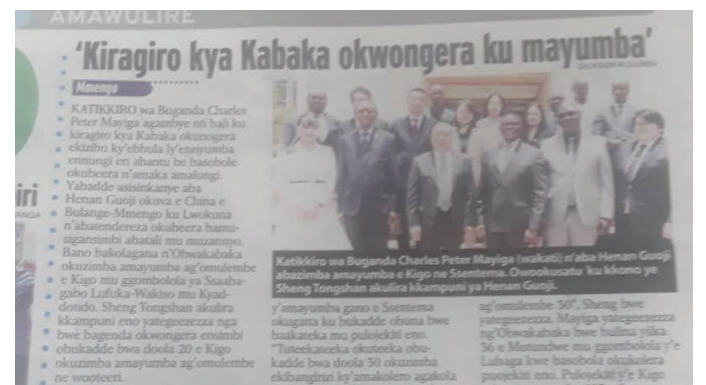 AMAWULIRE
'Kiragiro kya Kabaka okwongera ku mayumba'
Mmengo
KATIKKIRO wa Buganda Charles
Peter Mayiga agambye nti bali ku
kiragiro kya Kabaka okunogera
ekizibu ky'ebbula ly'ennyumba
ennungi eri abantu be basobole
okubeera n'amaka amalungi.
Yabadde asisinkanye aba
Henan Guoji okuva e China e
Bulange-Mmengo ku Lwokuna
n'abatendereza okubeera bamu-
sigansimbi abatali mu muzannyo.
Bano bakolagana n'Obwakabaka
okuzimba amayumba ag'omulembe
e Kigo mu ggombolola ya Ssaaba-
gabo Lufuka-Wakiso mu Kyad-
dondo. Sheng Tongshan akulira
kkampuni eno yategeezezza nga
bwe bagenda okwongera ensimbi
obukadde bwa doola 20 e Kigo
okuzimba amayumba ag'omulembe
ne wooteeri.
Katikkiro wa Buganda Charles Peter Mayiga (wakati) n'aba Henan Guoji
abazimba amayumba e Kigo ne Ssentema. Owookusatu ku kkono ye
Sheng Tongshan akulira kkampuni ya Henan Guoji.
y'amayumba gano e Ssentema
okugatta ku bukadde obuna bwe
baakateeka mu pulojekiti eno.
"Tuteekateeka okuteeka obu-
kadde bwa doola 30 okuzimba
ekibangirizi ky'amakolero agakola
ag'omulembe 30". Sheng bwe
yategeezezza. Mayiga yategeezezza
ng'Obwakabaka bwe bulina yiika
36 e Mutundwe mu ggombolola y'e
Lubaga kwe basobola okukolera
puojekiti eno. Pulojekiti y'e Kigo
iri